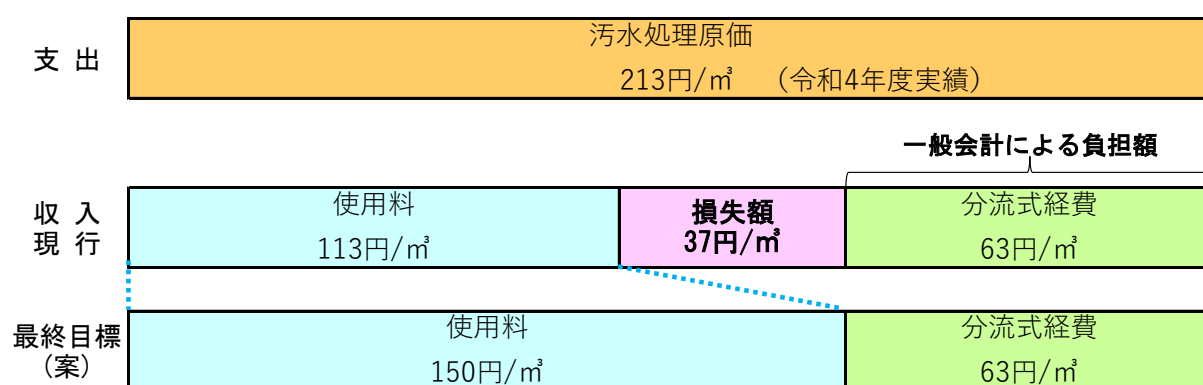 支 出
汚水処理原価
213円/㎥ （令和4年度実績）
一般会計による負担額
収 入
現 行
使用料
113円/㎥
損失額
37円/㎥
分流式経費
63円/㎥
最終目標
（案）
使用料
150円/㎥
分流式経費
63円/㎥